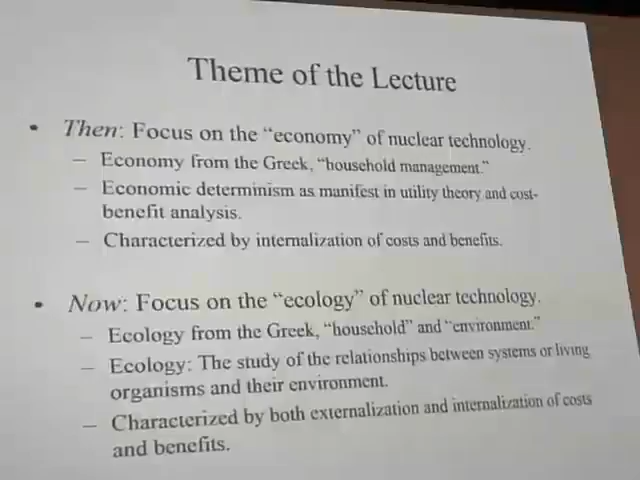 Theme of the Lecture
• Then: Focus on the “economy” of nuclear technology.
– Economy from the Greek, “household management.”
– Economic determinism as manifest in utility theory and cost-
benefit analysis.
– Characterized by internalization of costs and benefits.
• Now: Focus on the “ecology” of nuclear technology.
– Ecology from the Greek, “household” and “environment.”
– Ecology: The study of the relationships between systems or living
organisms and their environment.
– Characterized by both externalization and internalization of costs
and benefits.